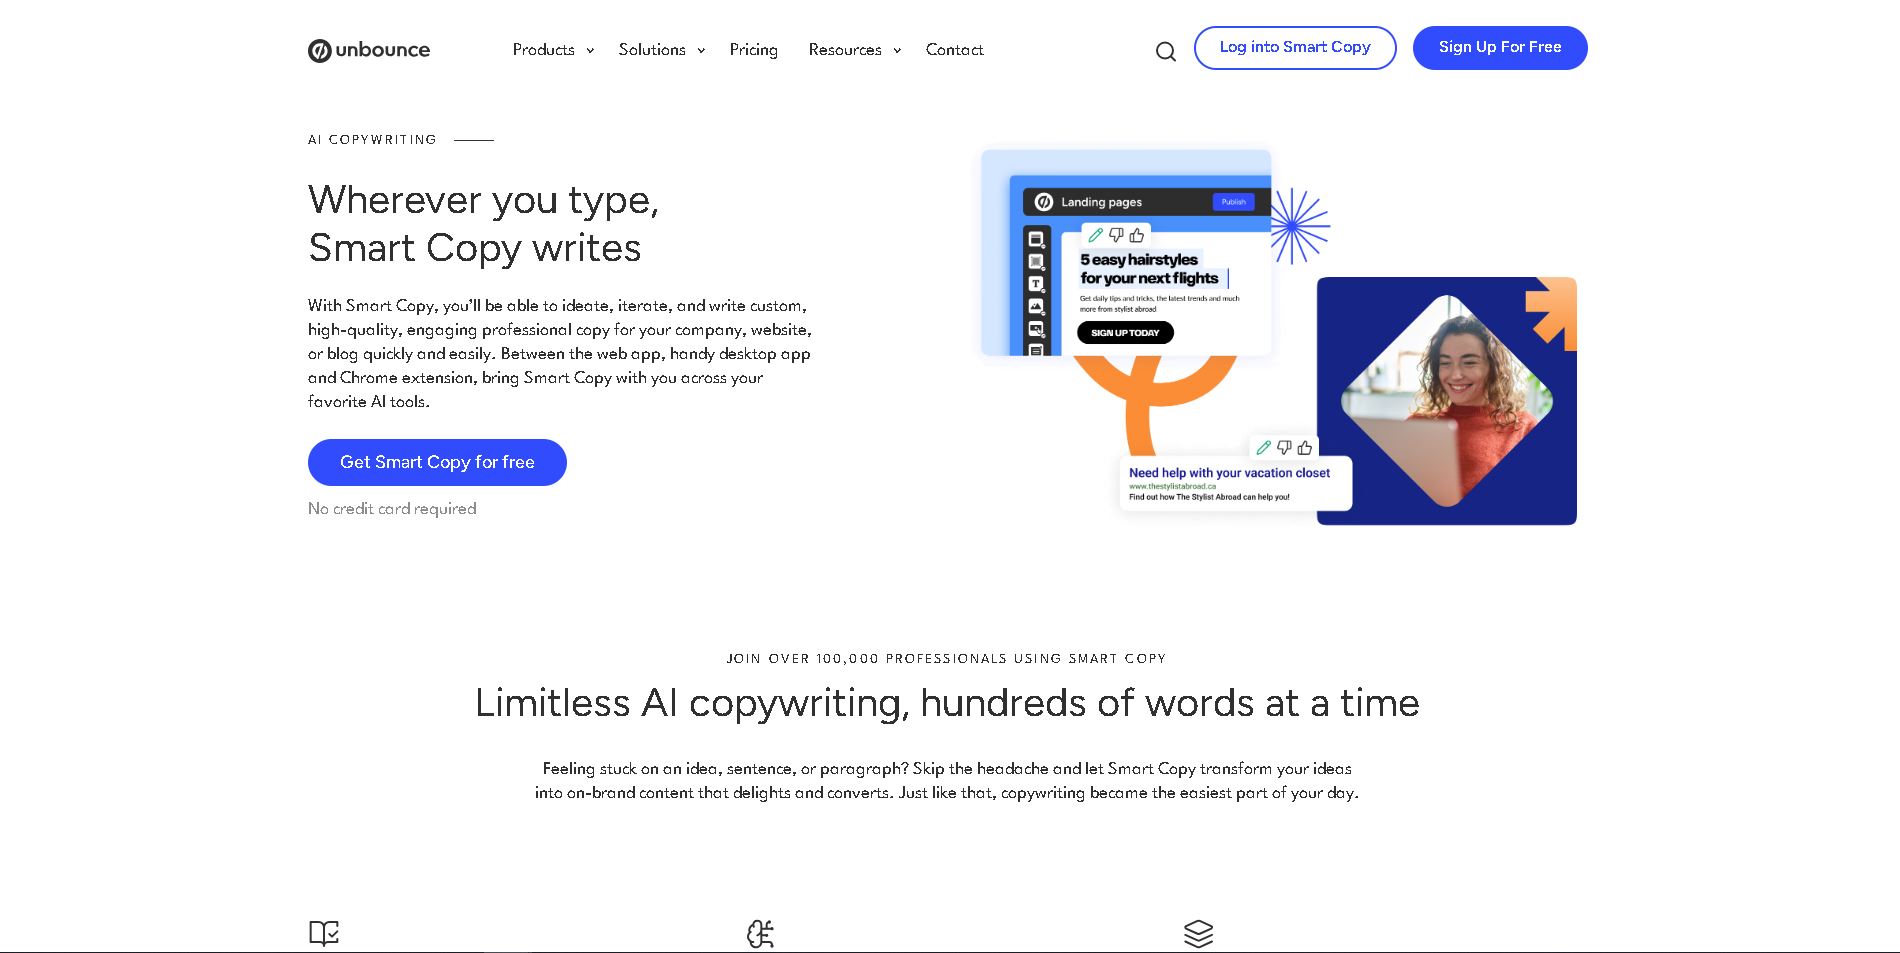 unbounce
Products
Solutions
Pricing
Resources
Contact
Log into Smart Copy
Sign Up For Free
AI COPYWRITING
Wherever you type,
Smart Copy writes
With Smart Copy, you’ll be able to ideate, iterate, and write custom,
high-quality, engaging professional copy for your company, website,
or blog quickly and easily. Between the web app, handy desktop app
and Chrome extension, bring Smart Copy with you across your
favorite AI tools.
Get Smart Copy for free
No credit card required
Landing pages
Publish
T
5 easy hairstyles
for your next flights
Get daily tips and tricks, the latest trends and much
more from stylist abroad
SIGN UP TODAY
Need help with your vacation closet
www.thestylistabroad.ca
Find out how The Stylist Abroad can help you!
JOIN OVER 100,000 PROFESSIONALS USING SMART COPY
Limitless AI copywriting, hundreds of words at a time
Feeling stuck on an idea, sentence, or paragraph? Skip the headache and let Smart Copy transform your ideas
into on-brand content that delights and converts. Just like that, copywriting became the easiest part of your day.